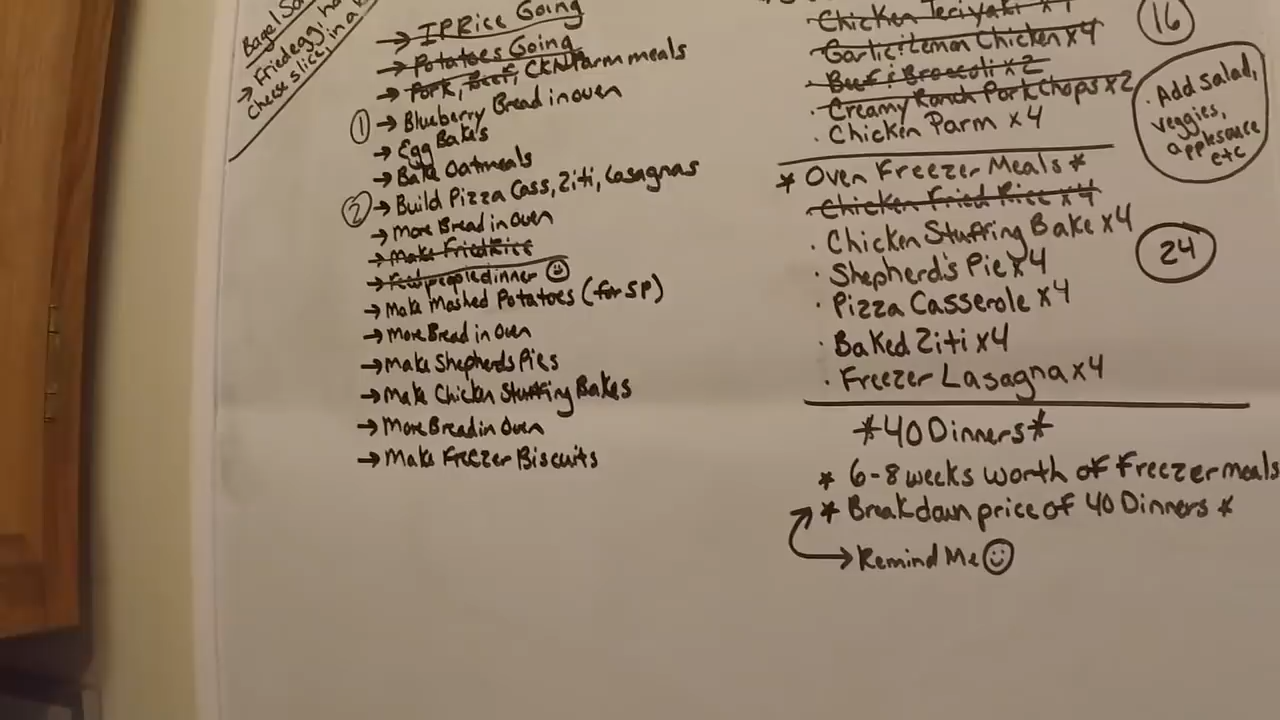 Bagel Sa
→ Fried egg, ha
Cheese slice, in a
→ IP Rice Going
→ Potatoes Going
→ Pork, Beef, CKN Parm meals
① → Blueberry Bread in oven
→ Egg Bakes
→ Bake Oatmeals
② → Build Pizza Cass, Ziti, Lasagnas
→ More Bread in oven
→ Make Fried Rice
→ Feed people dinner ☺
→ Make Mashed Potatoes (for SP)
→ More Bread in Oven
→ Make Shepherds Pies
→ Make Chicken Stuffing Bakes
→ More Bread in Oven
→ Make Freezer Biscuits
· Chicken Teriyaki
· Garlic & Lemon Chicken x4
· Beef & Broccoli x2
· Creamy Ranch Pork Chops x2
· Chicken Parm x4
16
· Add salad,
veggies,
applesauce
etc
* Oven Freezer Meals *
· Chicken Fried Rice x4
· Chicken Stuffing Bake x4
· Shepherd's Pie x4
· Pizza Casserole x4
· Baked Ziti x4
· Freezer Lasagna x4
24
*40 Dinners*
* 6-8 weeks worth of Freezer meals
* Breakdown price of 40 Dinners *
→ Remind Me ☺